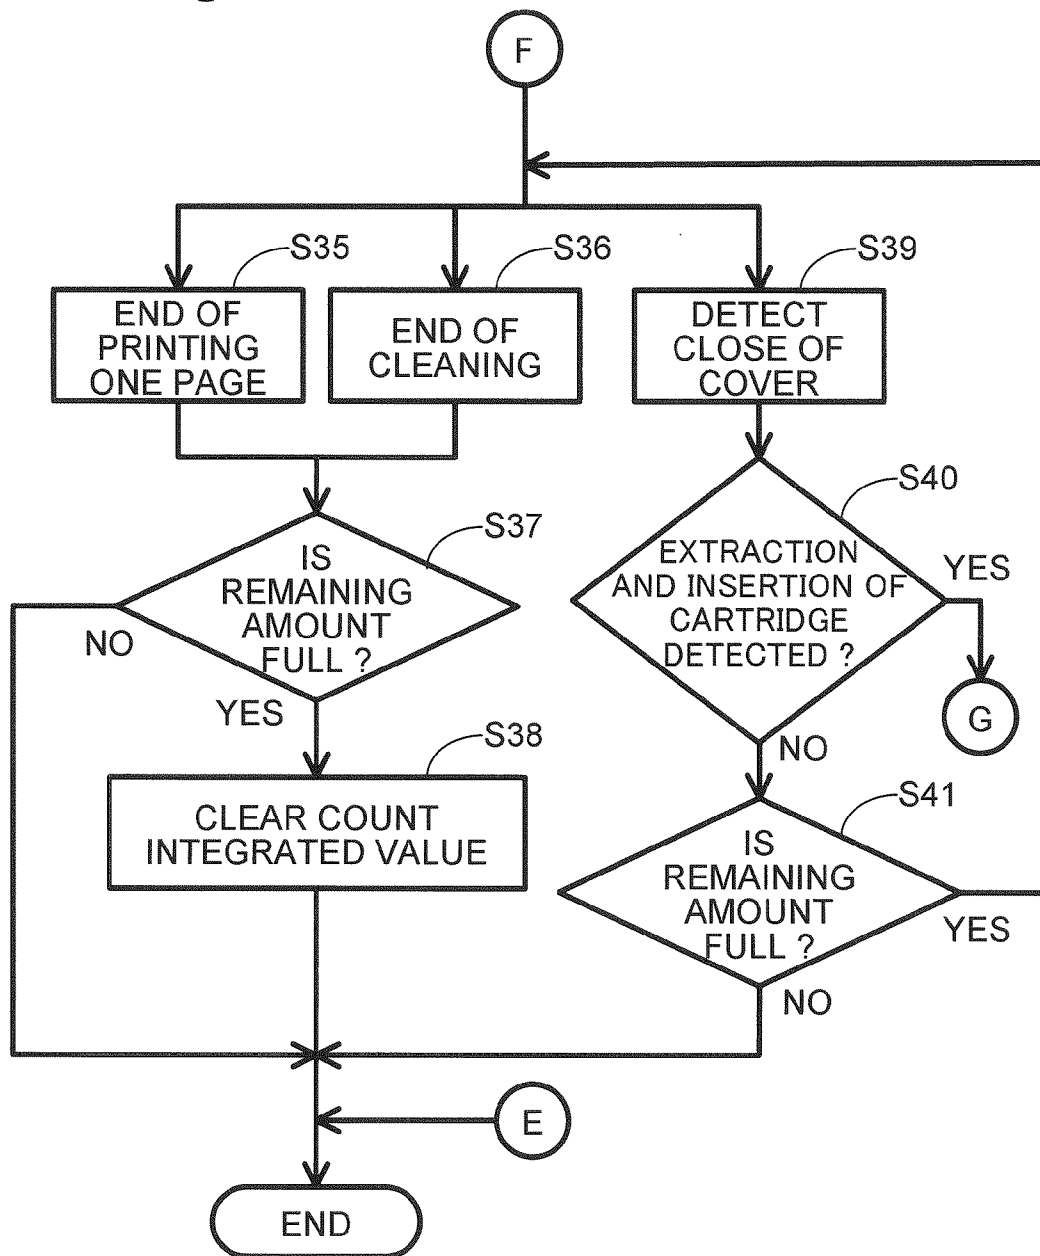 F
S35
END OF
PRINTING
ONE PAGE
S36
END OF
CLEANING
S39
DETECT
CLOSE OF
COVER
S37
IS
REMAINING
AMOUNT
FULL ?
NO
YES
S40
EXTRACTION
AND INSERTION OF
CARTRIDGE
DETECTED ?
YES
G
NO
S38
CLEAR COUNT
INTEGRATED VALUE
S41
IS
REMAINING
AMOUNT
FULL ?
YES
NO
E
END